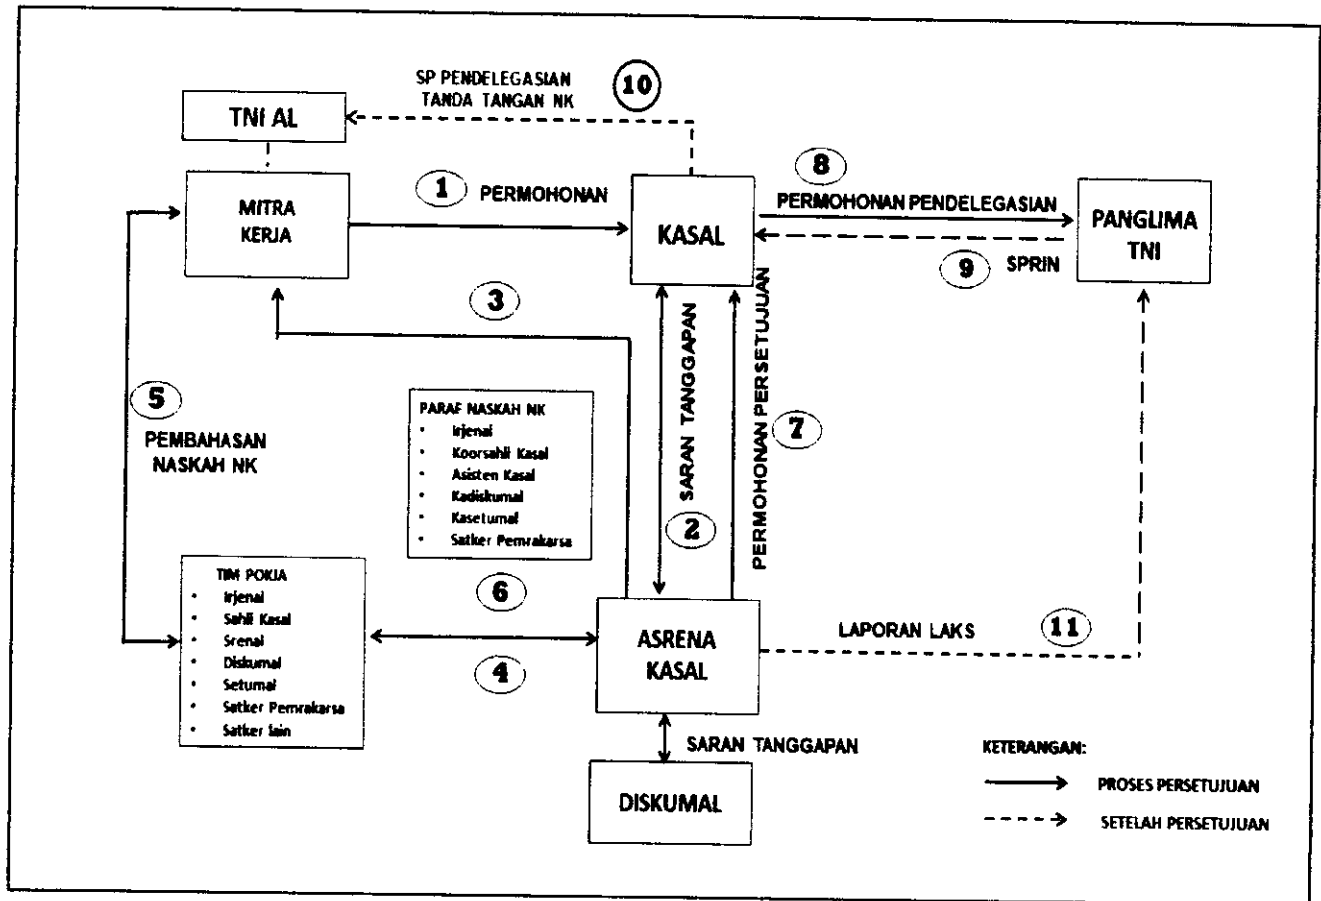 SP PENDELEGASIAN
TANDA TANGAN NK
10
TNI AL
1
PERMOHONAN
8
PERMOHONAN PENDELEGASIAN
MITRA
KERJA
KASAL
PANGLIMA
TNI
9
SPRIN
3
SARAN TANGGAPAN
2
PERMOHONAN PERSETUJUAN
7
5
PEMBAHASAN
NASKAH NK
PARAF NASKAH NK
• Irjenal
• Koorsahli Kasal
• Asisten Kasal
• Kadiskumal
• Kasetumal
• Satker Pemrakarsa
TIM POKJA
• Irjenal
• Sahli Kasal
• Srenal
• Diskumal
• Setumal
• Satker Pemrakarsa
• Satker lain
6
4
ASRENA
KASAL
LAPORAN LAKS
11
SARAN TANGGAPAN
DISKUMAL
KETERANGAN:
PROSES PERSETUJUAN
SETELAH PERSETUJUAN